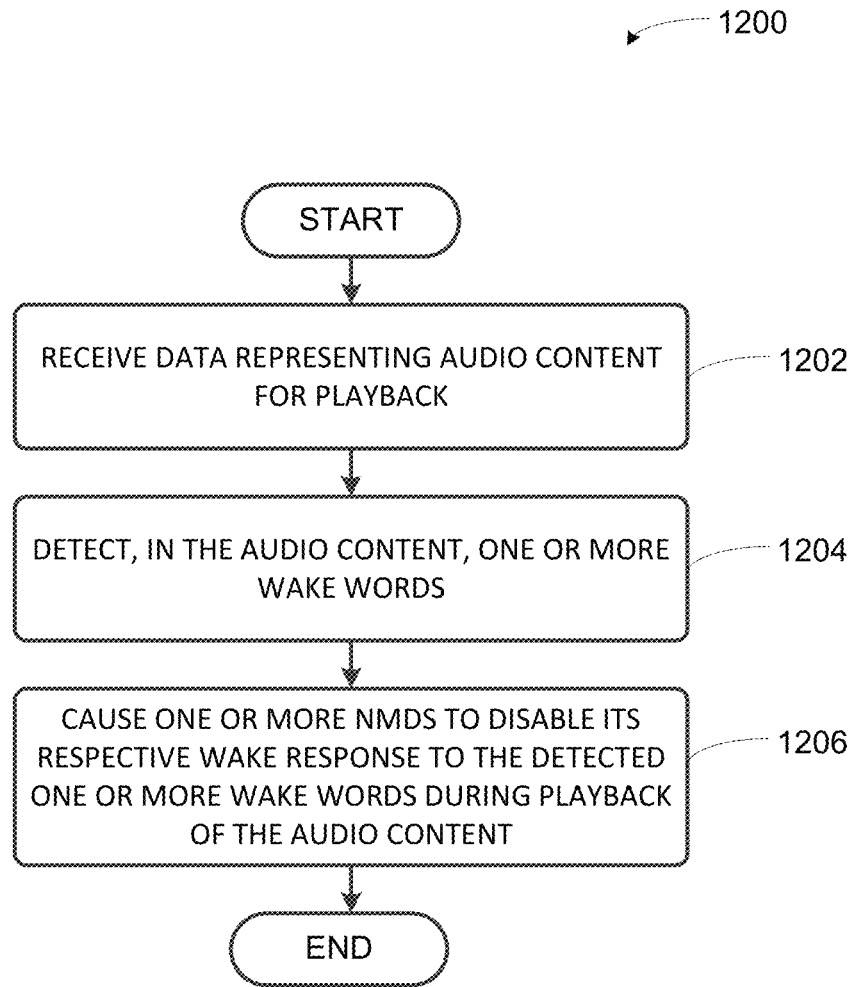 1200
START
RECEIVE DATA REPRESENTING AUDIO CONTENT
FOR PLAYBACK
1202
DETECT, IN THE AUDIO CONTENT, ONE OR MORE
WAKE WORDS
1204
CAUSE ONE OR MORE NMDS TO DISABLE ITS
RESPECTIVE WAKE RESPONSE TO THE DETECTED
ONE OR MORE WAKE WORDS DURING PLAYBACK
OF THE AUDIO CONTENT
1206
END